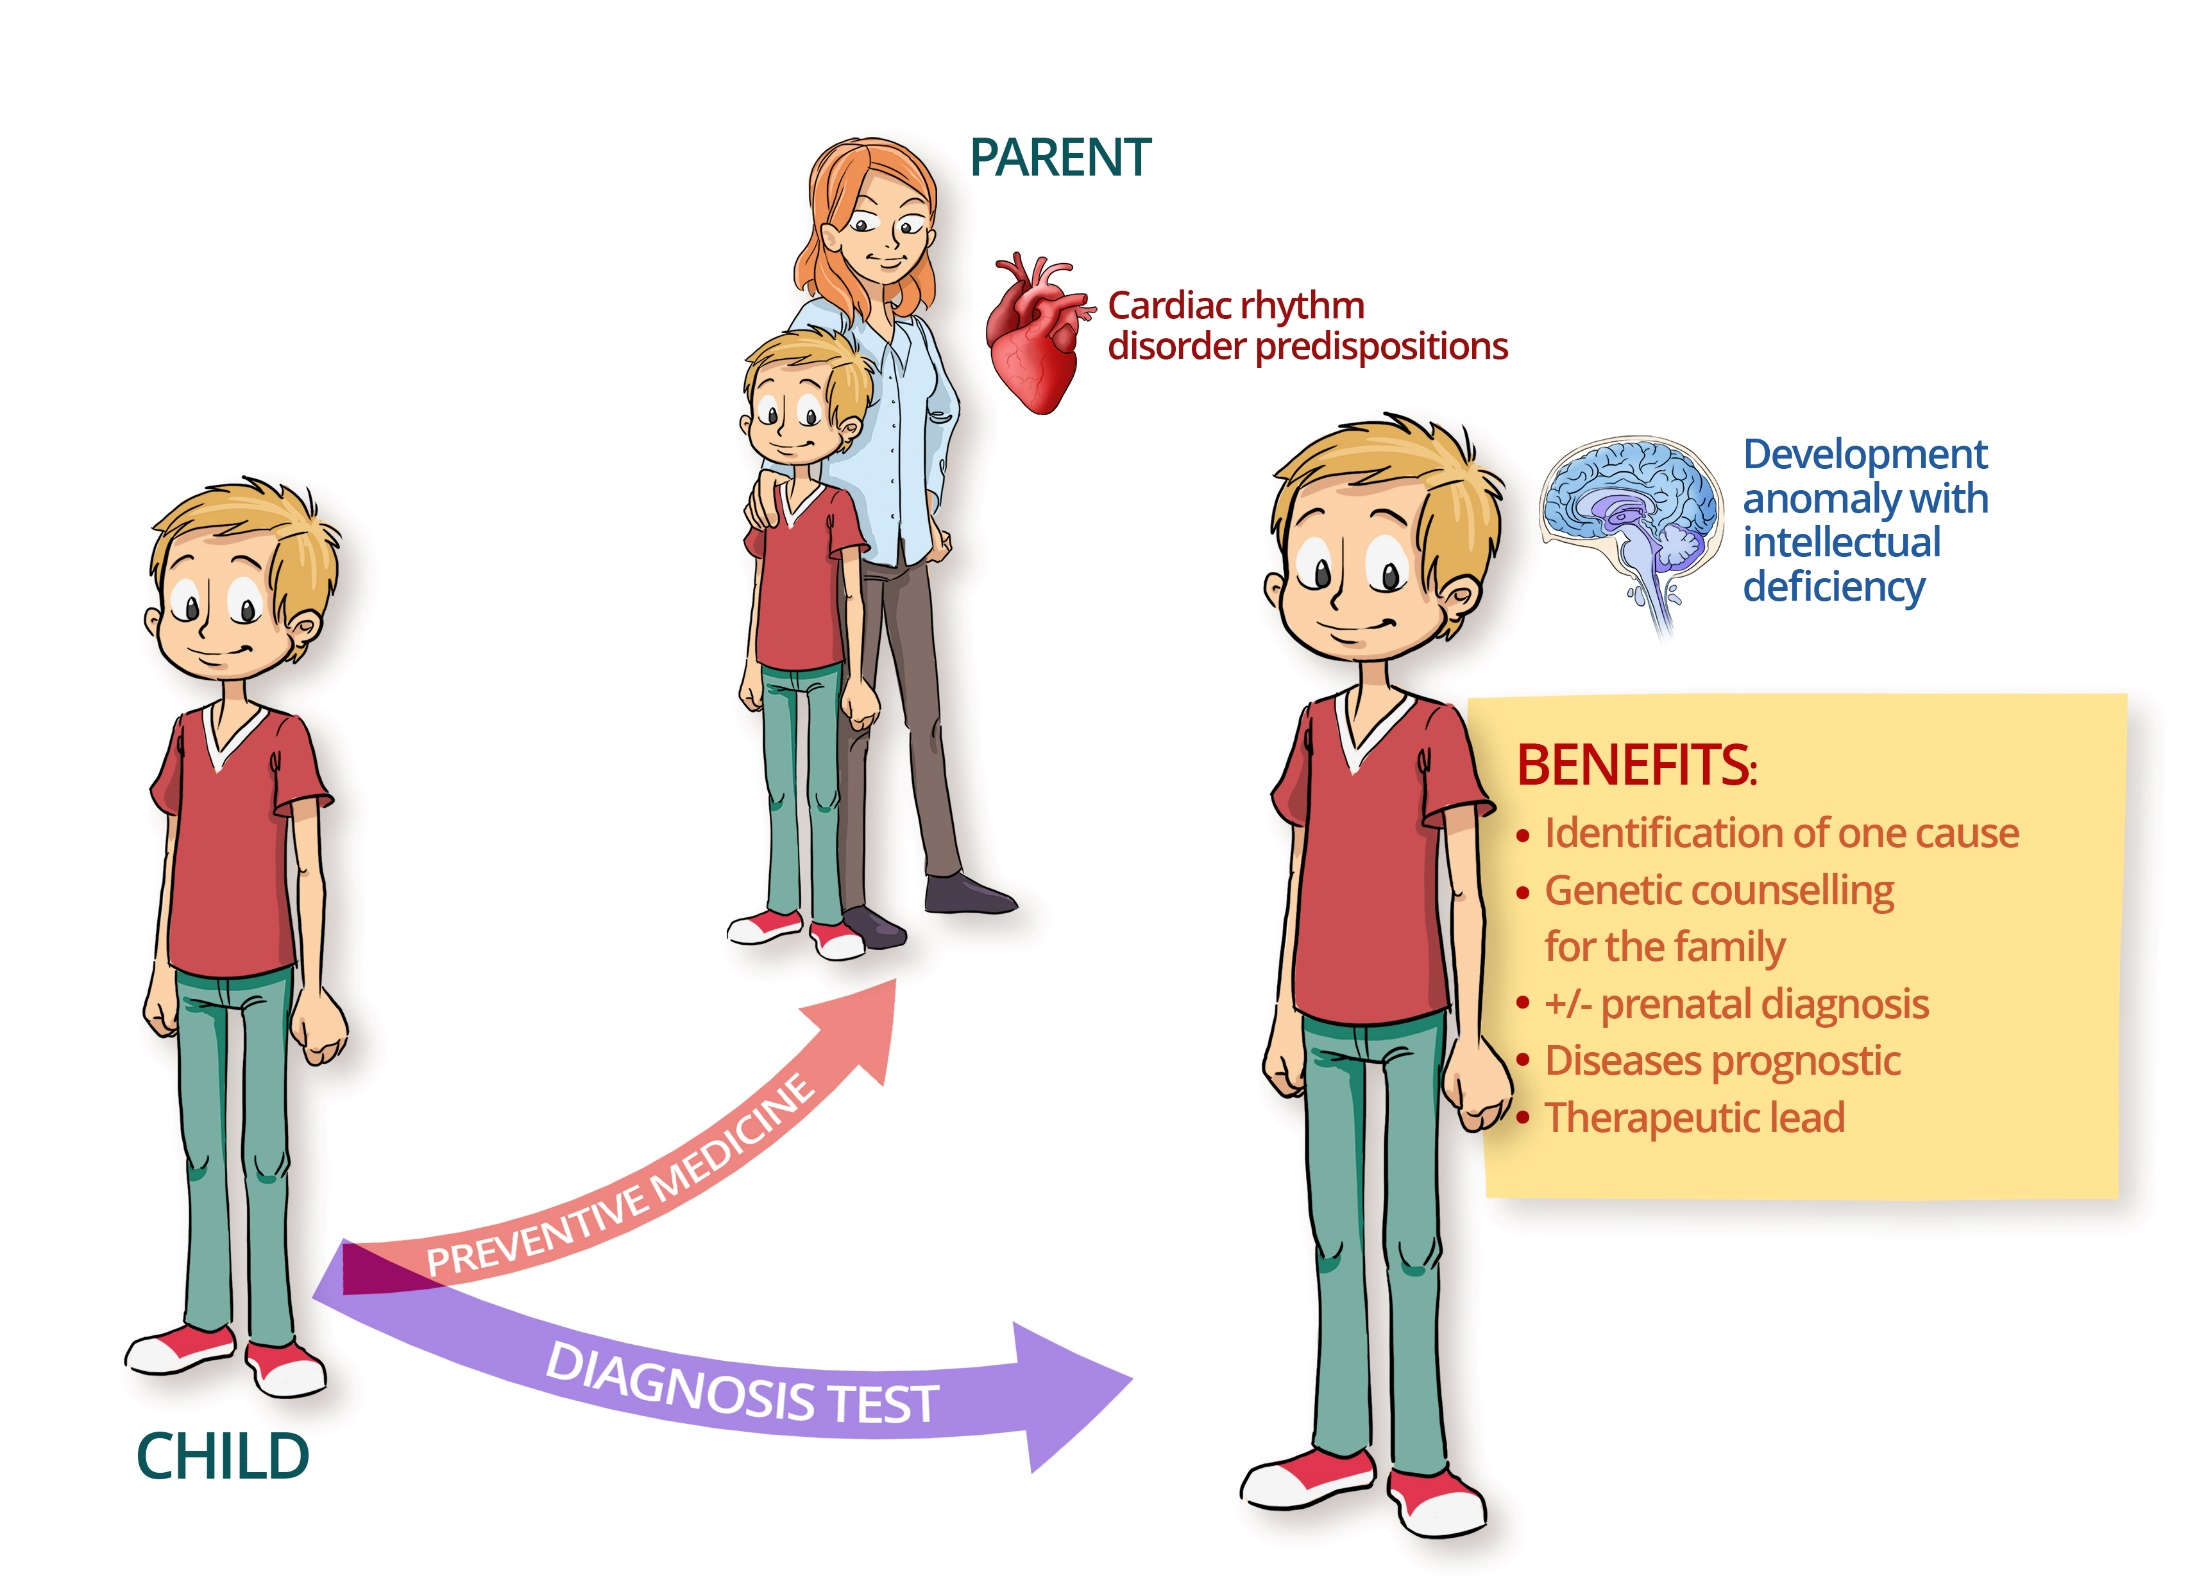 PARENT
Cardiac rhythm
disorder predispositions
Development
anomaly with
intellectual
deficiency
BENEFITS:
• Identification of one cause
• Genetic counselling
for the family
• +/- prenatal diagnosis
• Diseases prognostic
• Therapeutic lead
PREVENTIVE MEDICINE
DIAGNOSIS TEST
CHILD